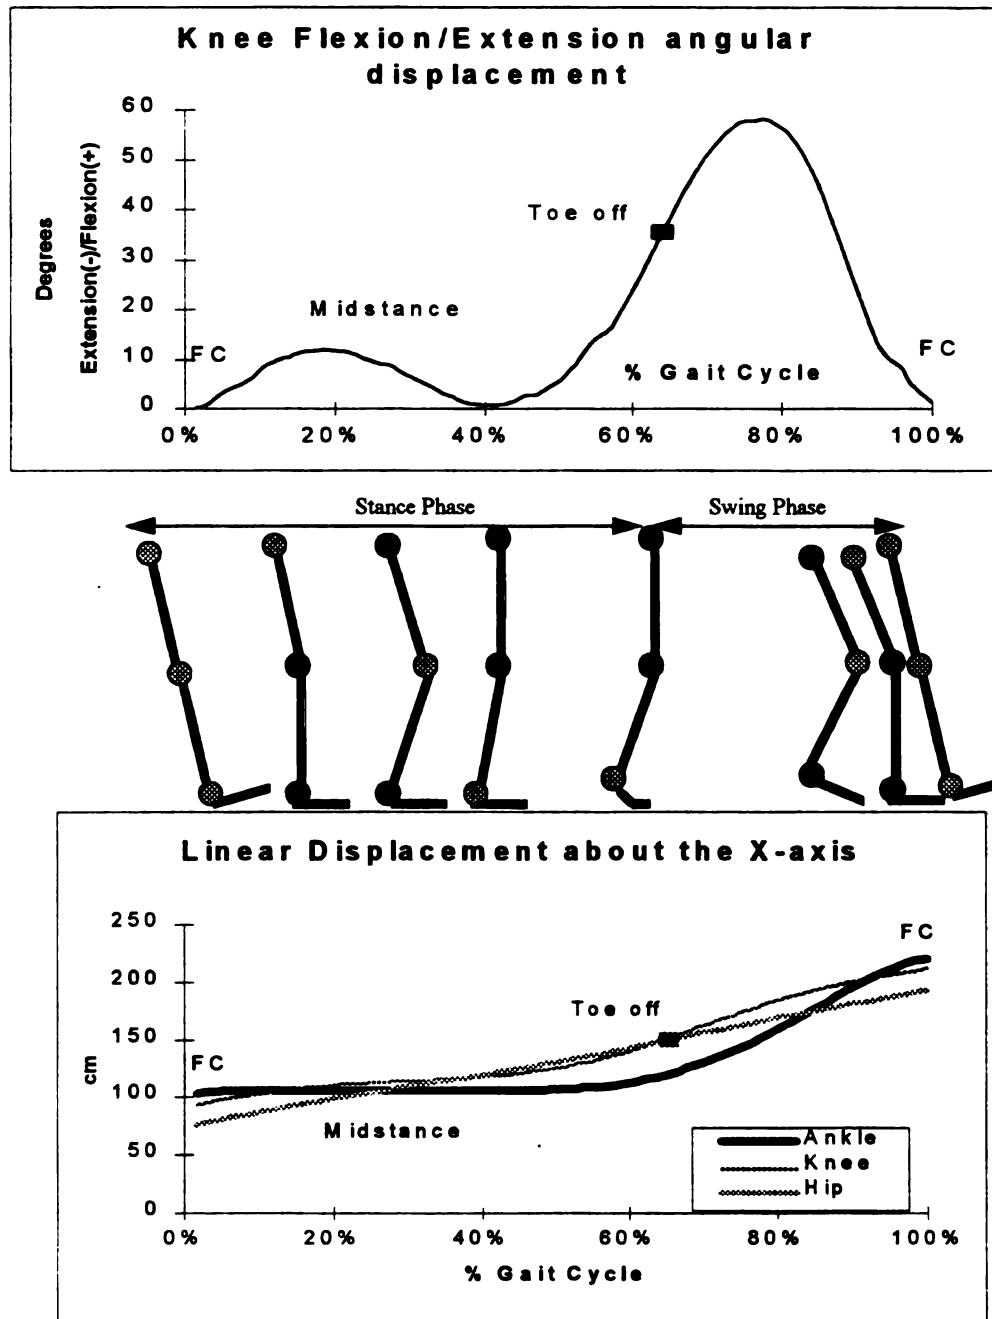 Knee Flexion/Extension angular
displacement
60
50
40
30
20
10
0
Degrees
Extension(-)/Flexion(+)
Toe off
Midstance
FC
FC
% Gait Cycle
0% 20% 40% 60% 80% 100%
Stance Phase Swing Phase
Linear Displacement about the X-axis
250
200
150
100
50
0
cm
FC
Toe off
FC
Midstance
Ankle
Knee
Hip
0% 20% 40% 60% 80% 100%
% Gait Cycle